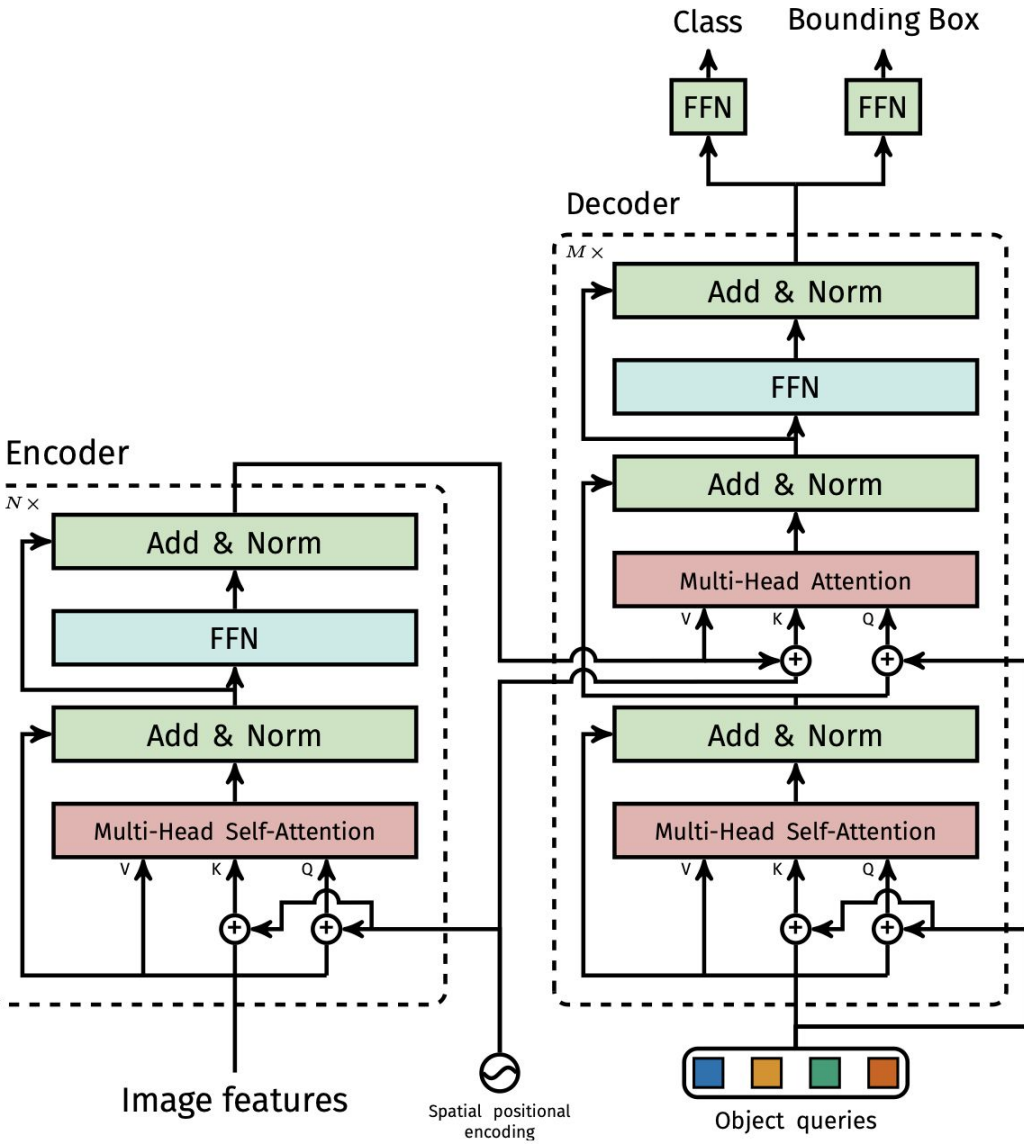 Class
Bounding Box
FFN
FFN
Decoder
M ×
Add & Norm
FFN
Add & Norm
Multi-Head Attention
V
K
Q
+
+
Add & Norm
Multi-Head Self-Attention
V
K
Q
+
+
Object queries
Encoder
N ×
Add & Norm
FFN
Add & Norm
Multi-Head Self-Attention
V
K
Q
+
+
Image features
Spatial positional
encoding